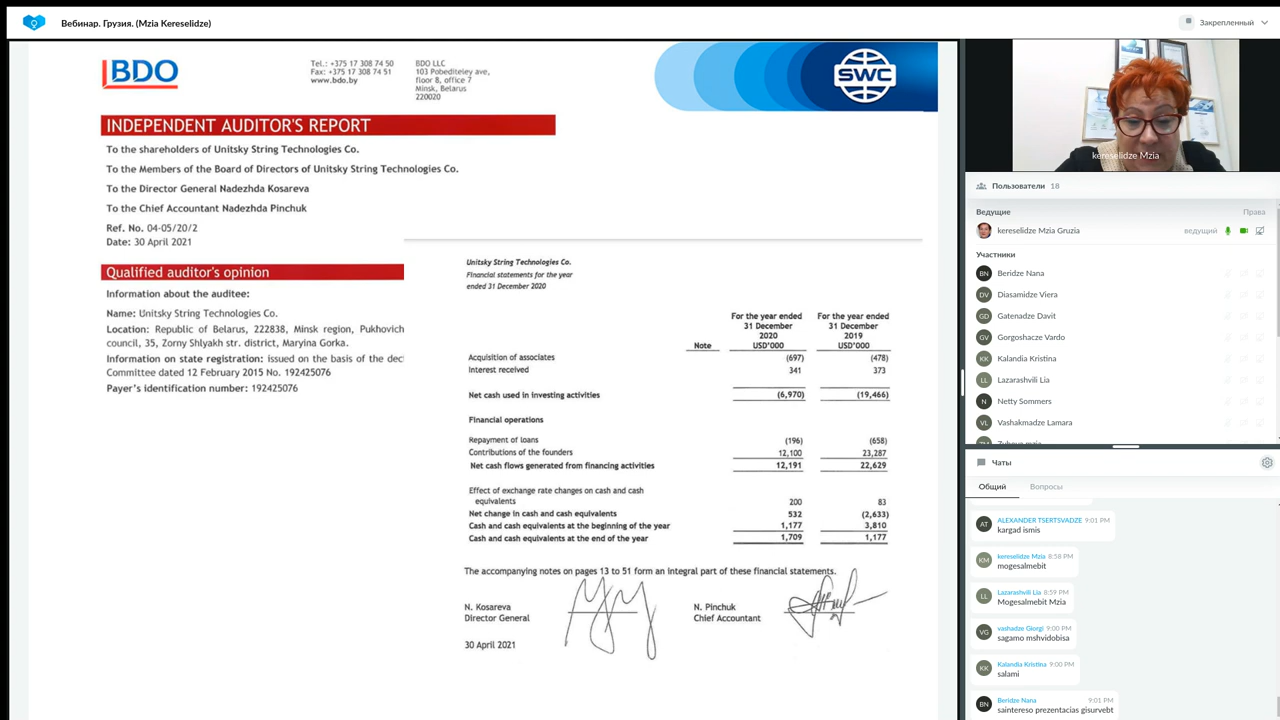 Вебинар. Грузия. (Mzia Kereselidze)
Закрепленный
BDO
Tel.: +375 17 308 74 50
Fax: +375 17 308 74 51
www.bdo.by
BDO LLC
103 Pobediteley ave,
floor 8, office 7
Minsk, Belarus
220020
SWC
INDEPENDENT AUDITOR'S REPORT
To the shareholders of Unitsky String Technologies Co.
To the Members of the Board of Directors of Unitsky String Technologies Co.
To the Director General Nadezhda Kosareva
To the Chief Accountant Nadezhda Pinchuk
Ref. No. 04-05/20/2
Date: 30 April 2021
Qualified auditor's opinion
Information about the auditee:
Name: Unitsky String Technologies Co.
Location: Republic of Belarus, 222838, Minsk region, Pukhovich
council, 35, Zorny Shlyakh str. district, Maryina Gorka.
Information on state registration: issued on the basis of the dec
Committee dated 12 February 2015 No. 192425076
Payer's identification number: 192425076
Unitsky String Technologies Co.
Financial statements for the year
ended 31 December 2020
Note
For the year ended
31 December
2020
USD'000
For the year ended
31 December
2019
USD'000
Acquisition of associates (697) (478)
Interest received 341 373
Net cash used in investing activities (6,970) (19,466)
Financial operations
Repayment of loans (196) (658)
Contributions of the founders 12,100 23,287
Net cash flows generated from financing activities 12,191 22,629
Effect of exchange rate changes on cash and cash
equivalents 200 83
Net change in cash and cash equivalents 532 (2,633)
Cash and cash equivalents at the beginning of the year 1,177 3,810
Cash and cash equivalents at the end of the year 1,709 1,177
The accompanying notes on pages 13 to 51 form an integral part of these financial statements.
N. Kosareva
Director General
N. Pinchuk
Chief Accountant
30 April 2021
kereselidze Mzia
Пользователи 18
Ведущие Права
kereselidze Mzia Gruzia ведущий
Участники
BN Beridze Nana
DV Diasamidze Viera
GD Gatenadze Davit
GV Gorgoshacze Vardo
KK Kalandia Kristina
LL Lazarashvili Lia
N Netty Sommers
VL Vashakmadze Lamara
Чаты
Общий Вопросы
AT ALEXANDER TSERTSVADZE 9:01 PM
kargad ismis
KM kereselidze Mzia 8:58 PM
mogesalmebit
LL Lazarashvili Lia 8:59 PM
Mogesalmebit Mzia
VG vashadze Giorgi 9:00 PM
sagamo mshvidobisa
KK Kalandia Kristina 9:00 PM
salami
BN Beridze Nana 9:01 PM
saintereso prezentacias gisurvebt